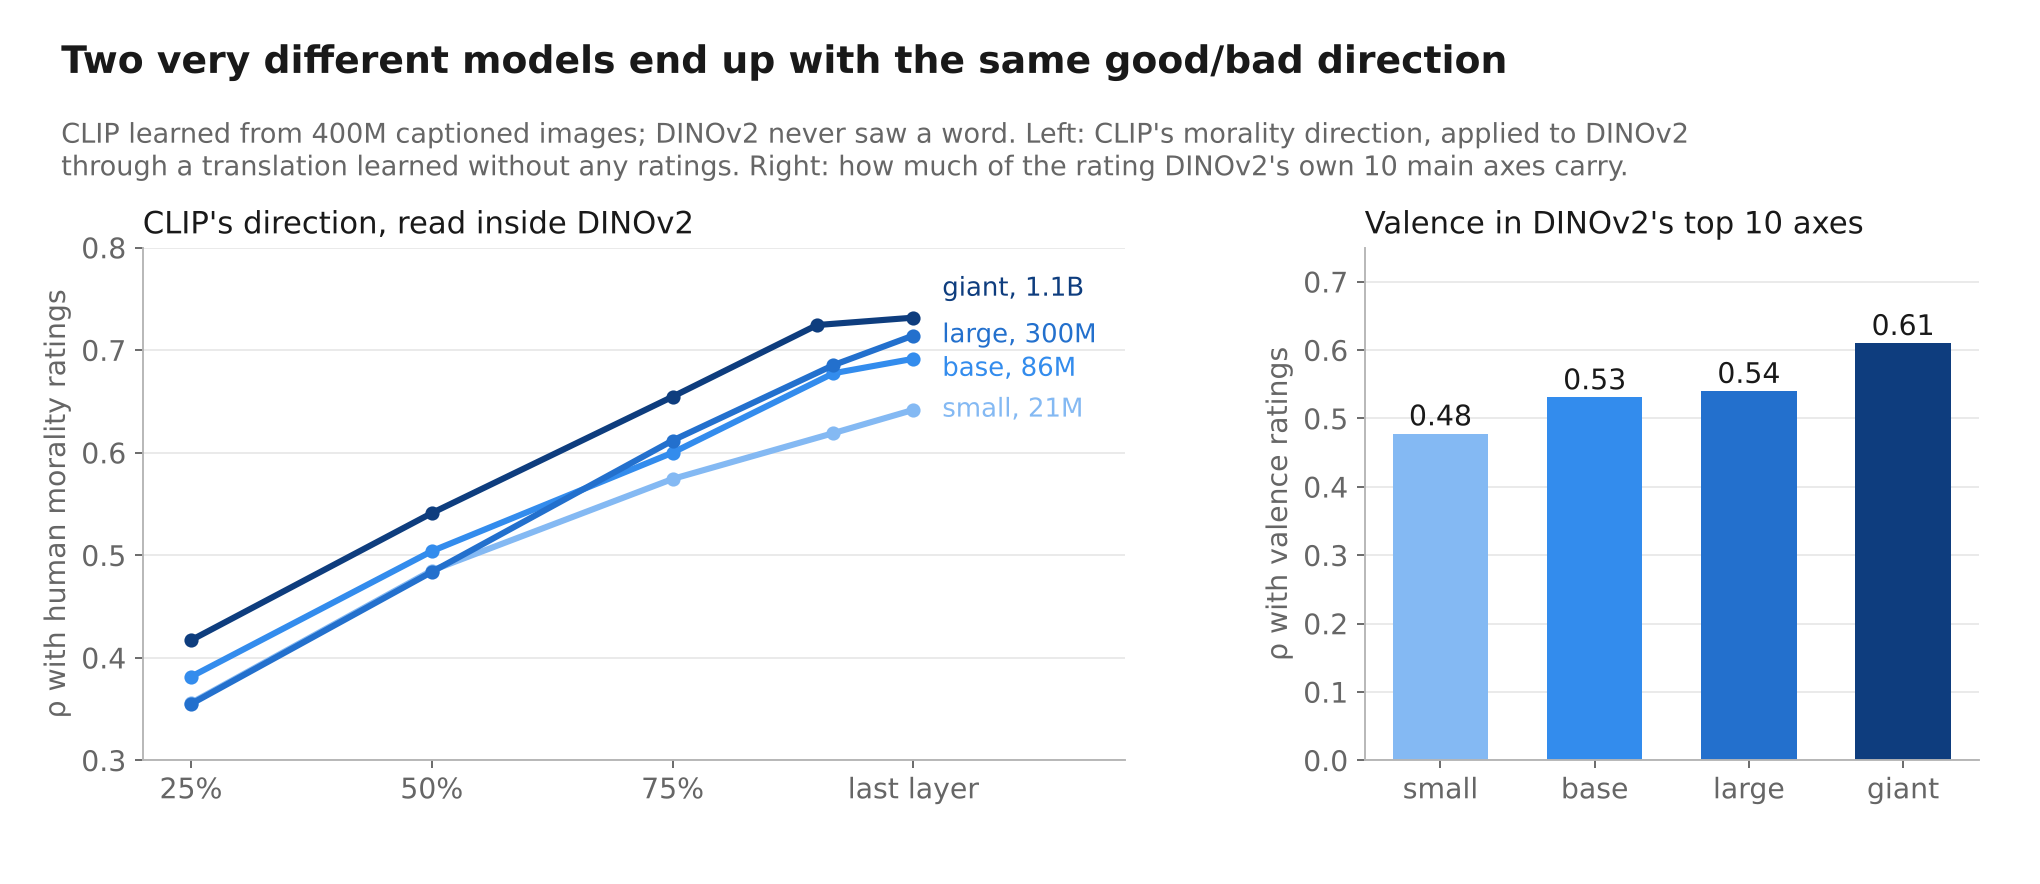 Two very different models end up with the same good/bad direction
CLIP learned from 400M captioned images; DINOv2 never saw a word. Left: CLIP's morality direction, applied to DINOv2
through a translation learned without any ratings. Right: how much of the rating DINOv2's own 10 main axes carry.
CLIP's direction, read inside DINOv2
ρ with human morality ratings
0.8
0.7
0.6
0.5
0.4
0.3
giant, 1.1B
large, 300M
base, 86M
small, 21M
25%
50%
75%
last layer
Valence in DINOv2's top 10 axes
ρ with valence ratings
0.7
0.6
0.5
0.4
0.3
0.2
0.1
0.0
0.48
0.53
0.54
0.61
small
base
large
giant